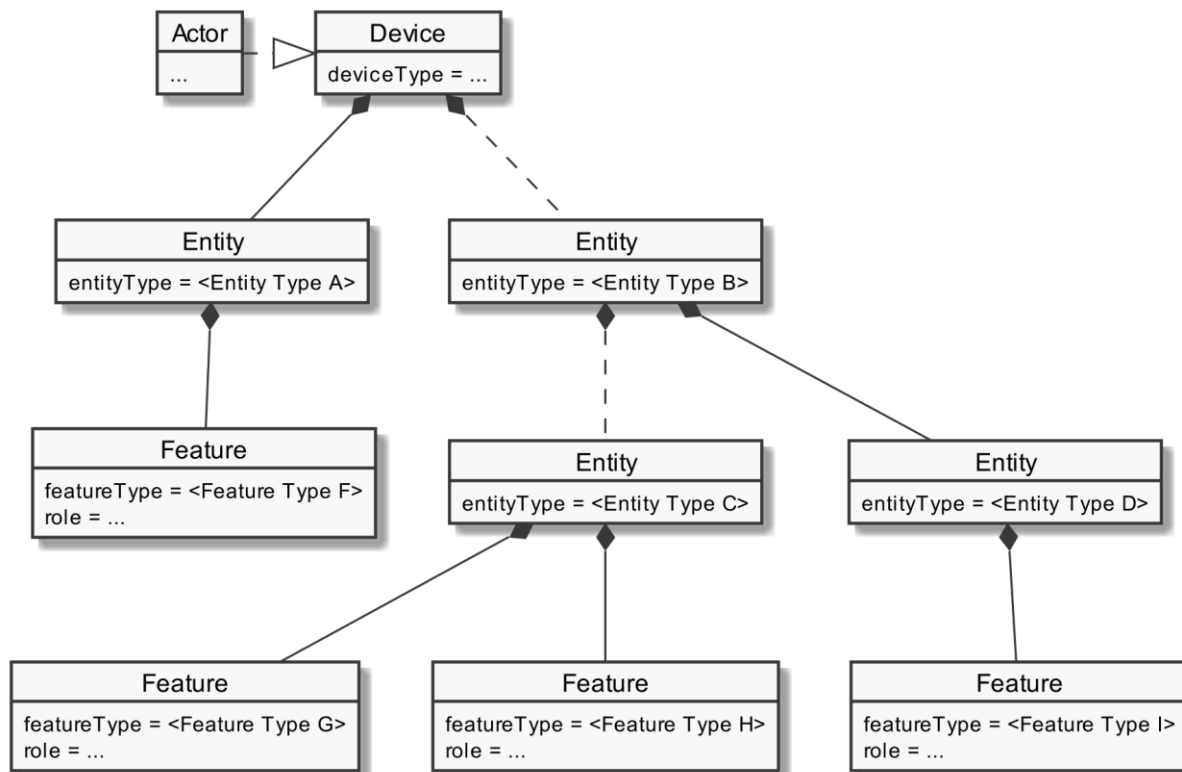 Actor
...
Device
deviceType = ...
Entity
entityType = <Entity Type A>
Entity
entityType = <Entity Type B>
Feature
featureType = <Feature Type F>
role = ...
Entity
entityType = <Entity Type C>
Entity
entityType = <Entity Type D>
Feature
featureType = <Feature Type G>
role = ...
Feature
featureType = <Feature Type H>
role = ...
Feature
featureType = <Feature Type I>
role = ...